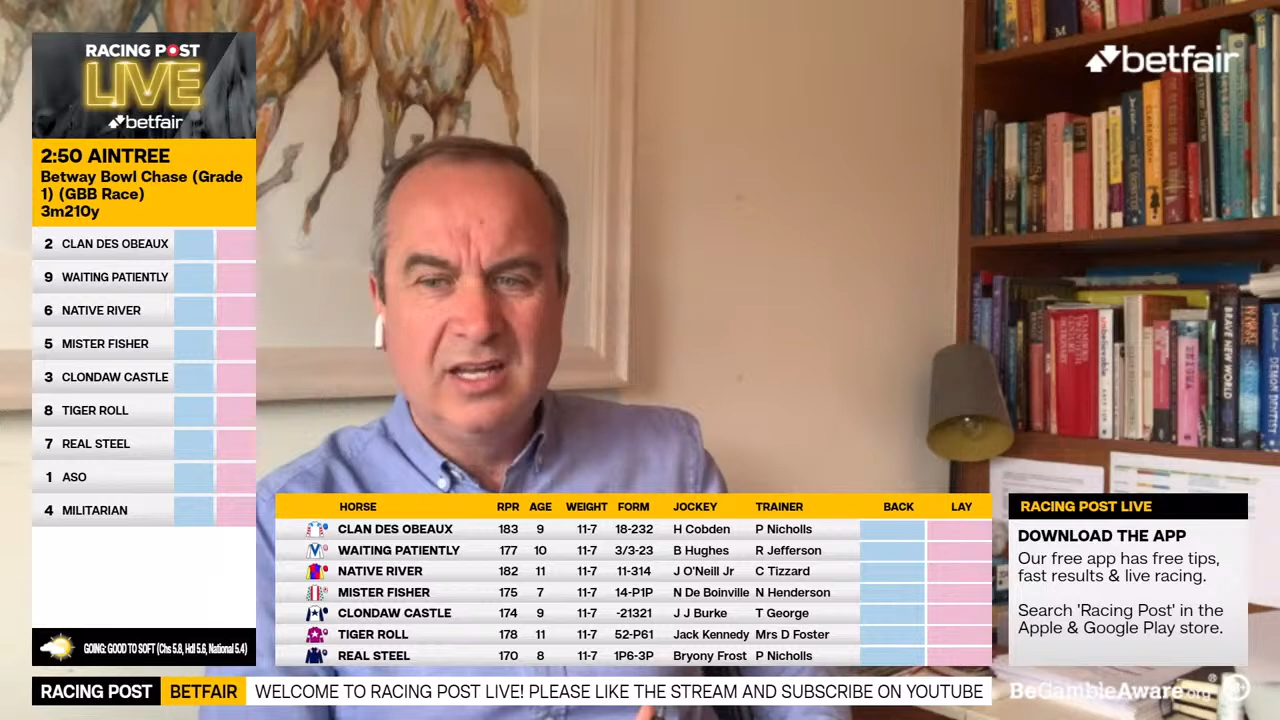 RACING POST
LIVE
betfair
2:50 AINTREE
Betway Bowl Chase (Grade
1) (GBB Race)
3m210y
2 CLAN DES OBEAUX
9 WAITING PATIENTLY
6 NATIVE RIVER
5 MISTER FISHER
3 CLONDAW CASTLE
8 TIGER ROLL
7 REAL STEEL
1 ASO
4 MILITARIAN
GOING: GOOD TO SOFT (Chs 5.8, Hdl 5.6, National 5.4)
betfair
BRAVE NEW WORLD
DEMON DENTIST
HORSE RPR AGE WEIGHT FORM JOCKEY TRAINER BACK LAY
CLAN DES OBEAUX 183 9 11-7 18-232 H Cobden P Nicholls
WAITING PATIENTLY 177 10 11-7 3/3-23 B Hughes R Jefferson
NATIVE RIVER 182 11 11-7 11-314 J O'Neill Jr C Tizzard
MISTER FISHER 175 7 11-7 14-P1P N De Boinville N Henderson
CLONDAW CASTLE 174 9 11-7 -21321 J J Burke T George
TIGER ROLL 178 11 11-7 52-P61 Jack Kennedy Mrs D Foster
REAL STEEL 170 8 11-7 1P6-3P Bryony Frost P Nicholls
RACING POST LIVE
DOWNLOAD THE APP
Our free app has free tips,
fast results & live racing.
Search 'Racing Post' in the
Apple & Google Play store.
RACING POST BETFAIR WELCOME TO RACING POST LIVE! PLEASE LIKE THE STREAM AND SUBSCRIBE ON YOUTUBE
BeGambleAware.org ® 18+